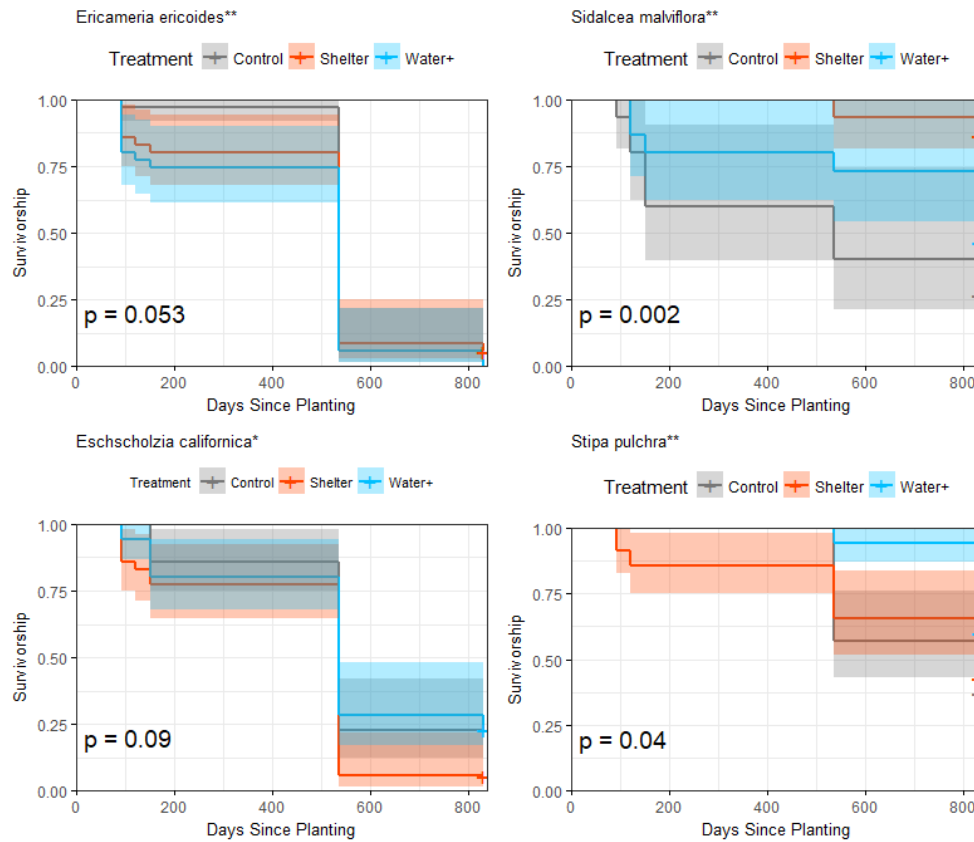 Ericameria ericoides**
Treatment Control Shelter Water+
1.00
0.75
0.50
0.25
0.00
Survivorship
p = 0.053
0 200 400 600 800
Days Since Planting
Sidalcea malviflora**
Treatment Control Shelter Water+
1.00
0.75
0.50
0.25
0.00
Survivorship
p = 0.002
0 200 400 600 800
Days Since Planting
Eschscholzia californica*
Treatment Control Shelter Water+
1.00
0.75
0.50
0.25
0.00
Survivorship
p = 0.09
0 200 400 600 800
Days Since Planting
Stipa pulchra**
Treatment Control Shelter Water+
1.00
0.75
0.50
0.25
0.00
Survivorship
p = 0.04
0 200 400 600 800
Days Since Planting